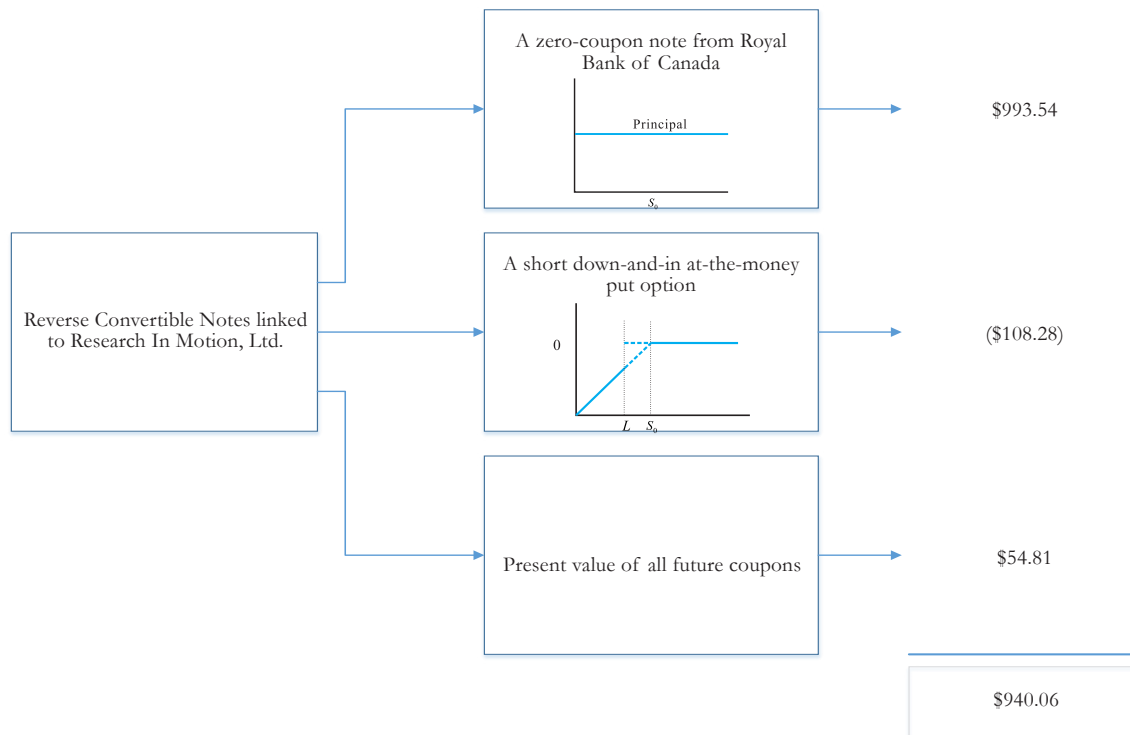 A zero-coupon note from Royal
Bank of Canada
Principal
S₀
$993.54
Reverse Convertible Notes linked
to Research In Motion, Ltd.
A short down-and-in at-the-money
put option
0
L S₀
($108.28)
Present value of all future coupons
$54.81
$940.06